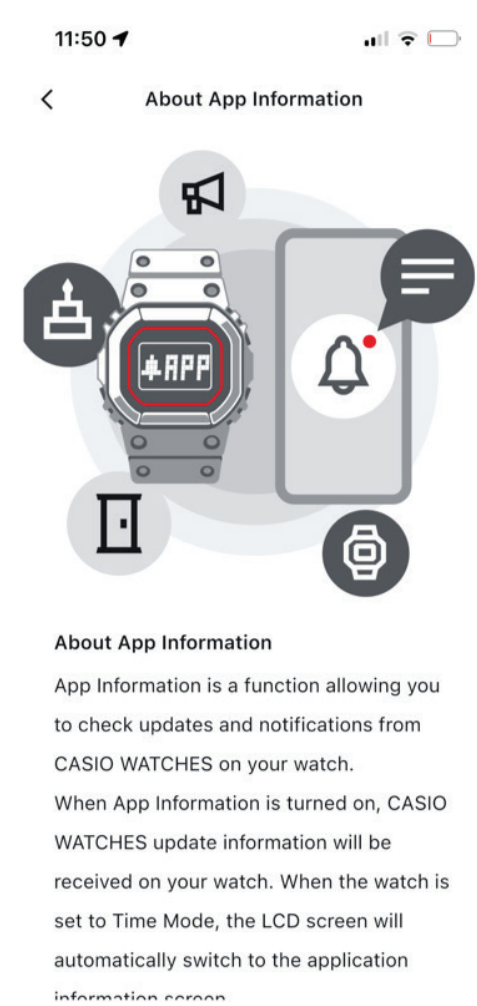 11:50
About App Information
APP
About App Information
App Information is a function allowing you
to check updates and notifications from
CASIO WATCHES on your watch.
When App Information is turned on, CASIO
WATCHES update information will be
received on your watch. When the watch is
set to Time Mode, the LCD screen will
automatically switch to the application
information screen